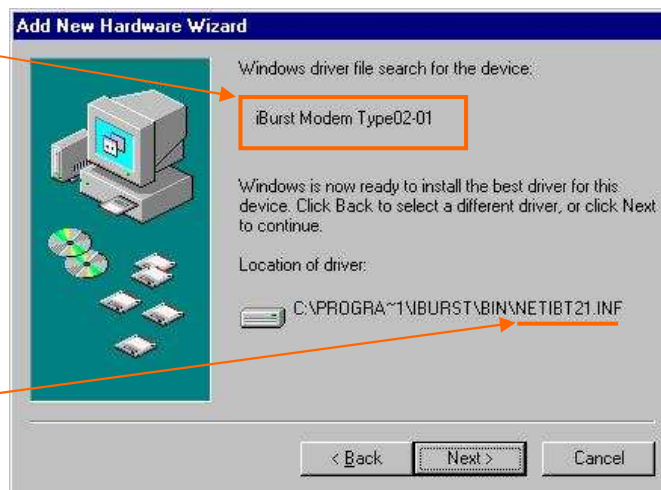 Add New Hardware Wizard
Windows driver file search for the device:
iBurst Modem Type02-01
Windows is now ready to install the best driver for this
device. Click Back to select a different driver, or click Next
to continue.
Location of driver:
C:\PROGRA~1\IBURST\BIN\NETIBT21.INF
< Back
Next >
Cancel